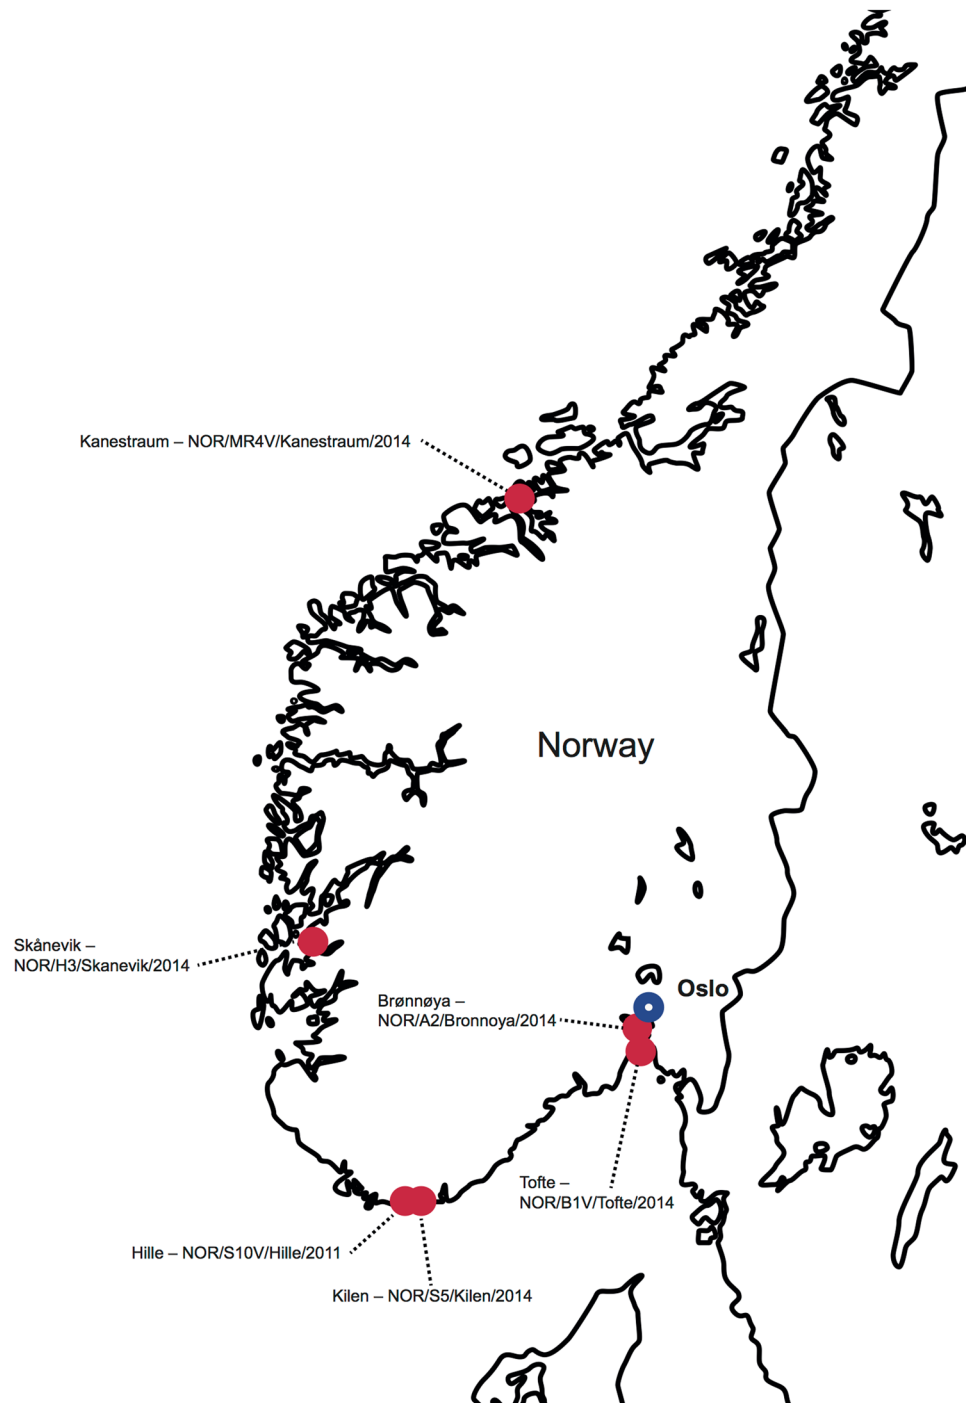 Kanestraum – NOR/MR4V/Kanestraum/2014
Norway
Skånevik –
NOR/H3/Skanevik/2014
Oslo
Brønnøya –
NOR/A2/Bronnoya/2014
Tofte –
NOR/B1V/Tofte/2014
Hille – NOR/S10V/Hille/2011
Kilen – NOR/S5/Kilen/2014